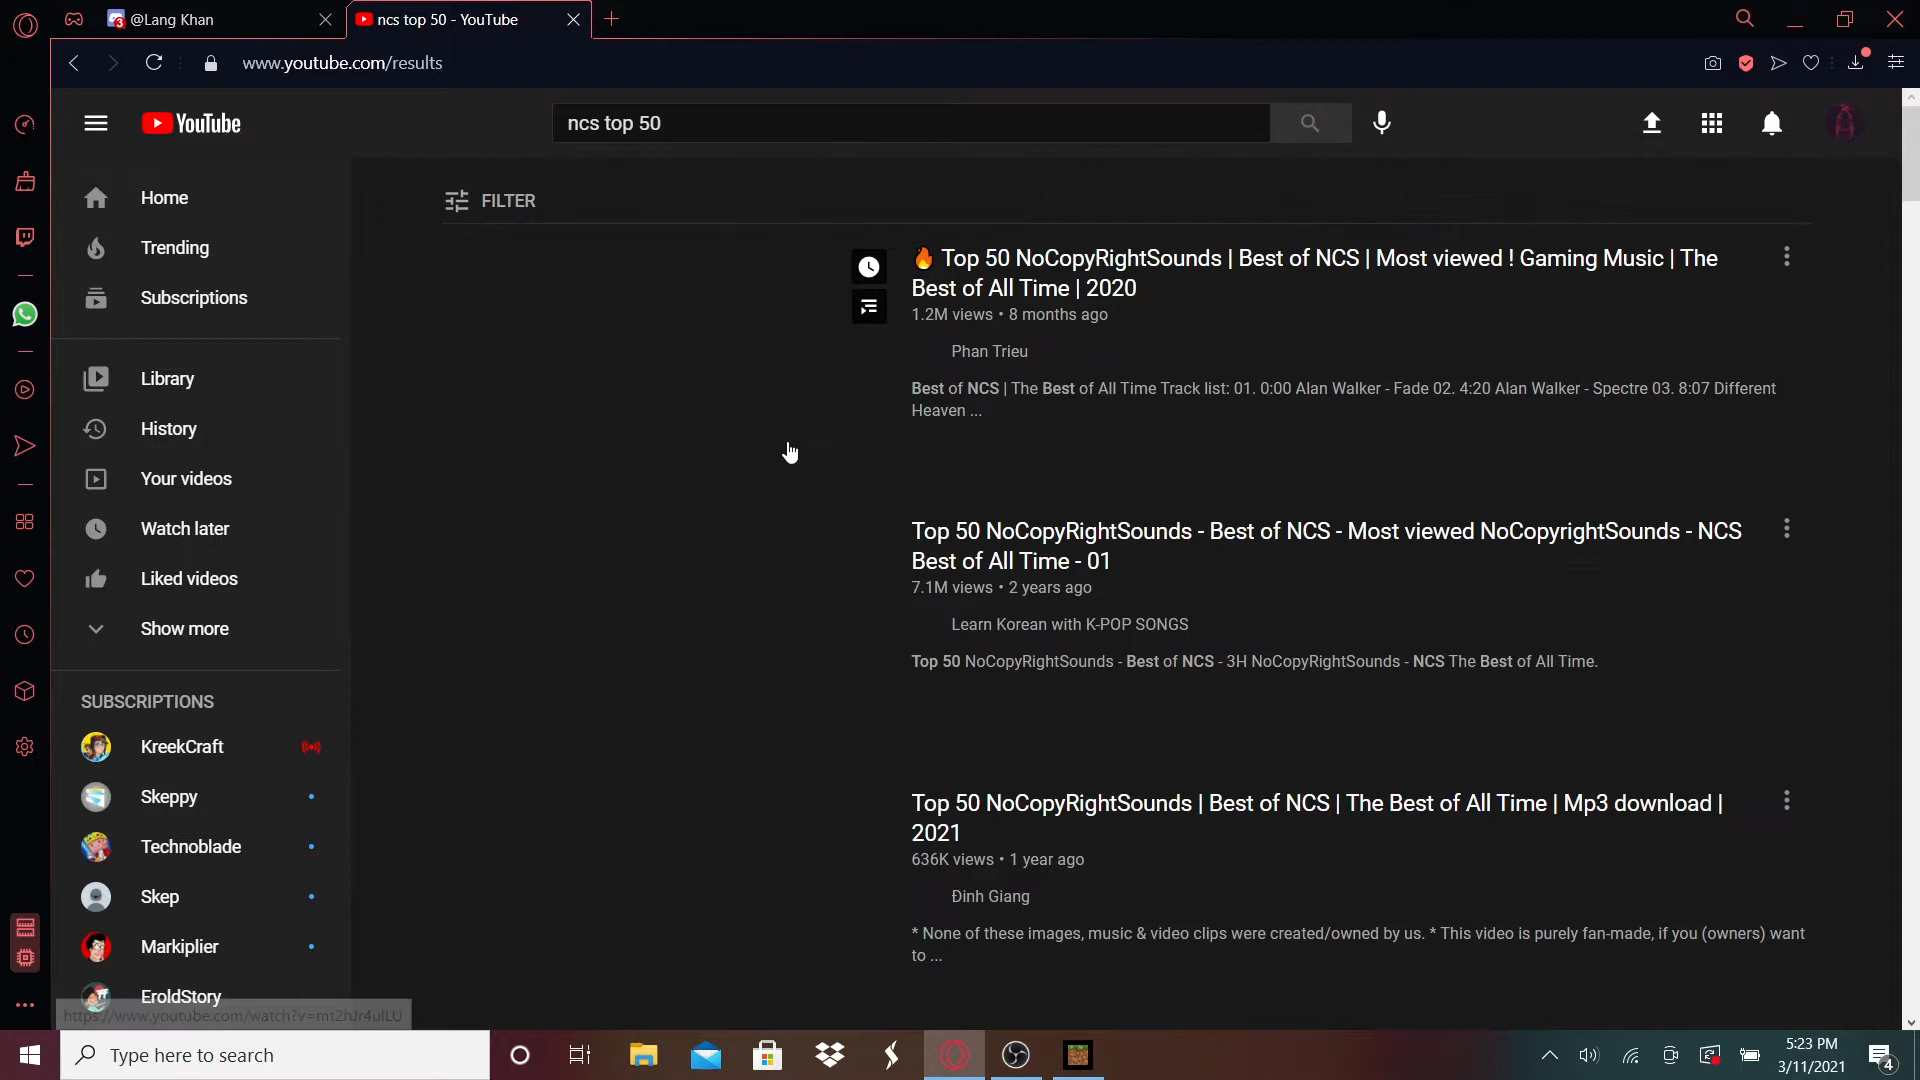 @Lang Khan
ncs top 50 - YouTube
www.youtube.com/results
YouTube
ncs top 50
Home
Trending
Subscriptions
Library
History
Your videos
Watch later
Liked videos
Show more
SUBSCRIPTIONS
KreekCraft
Skeppy
Technoblade
Skep
Markiplier
EroldStory
FILTER
🔥 Top 50 NoCopyRightSounds | Best of NCS | Most viewed ! Gaming Music | The
Best of All Time | 2020
1.2M views • 8 months ago
Phan Trieu
Best of NCS | The Best of All Time Track list: 01. 0:00 Alan Walker - Fade 02. 4:20 Alan Walker - Spectre 03. 8:07 Different
Heaven ...
Top 50 NoCopyRightSounds - Best of NCS - Most viewed NoCopyrightSounds - NCS
Best of All Time - 01
7.1M views • 2 years ago
Learn Korean with K-POP SONGS
Top 50 NoCopyRightSounds - Best of NCS - 3H NoCopyRightSounds - NCS The Best of All Time.
Top 50 NoCopyRightSounds | Best of NCS | The Best of All Time | Mp3 download |
2021
636K views • 1 year ago
Đinh Giang
* None of these images, music & video clips were created/owned by us. * This video is purely fan-made, if you (owners) want
to ...
Type here to search
5:23 PM
3/11/2021
4
3